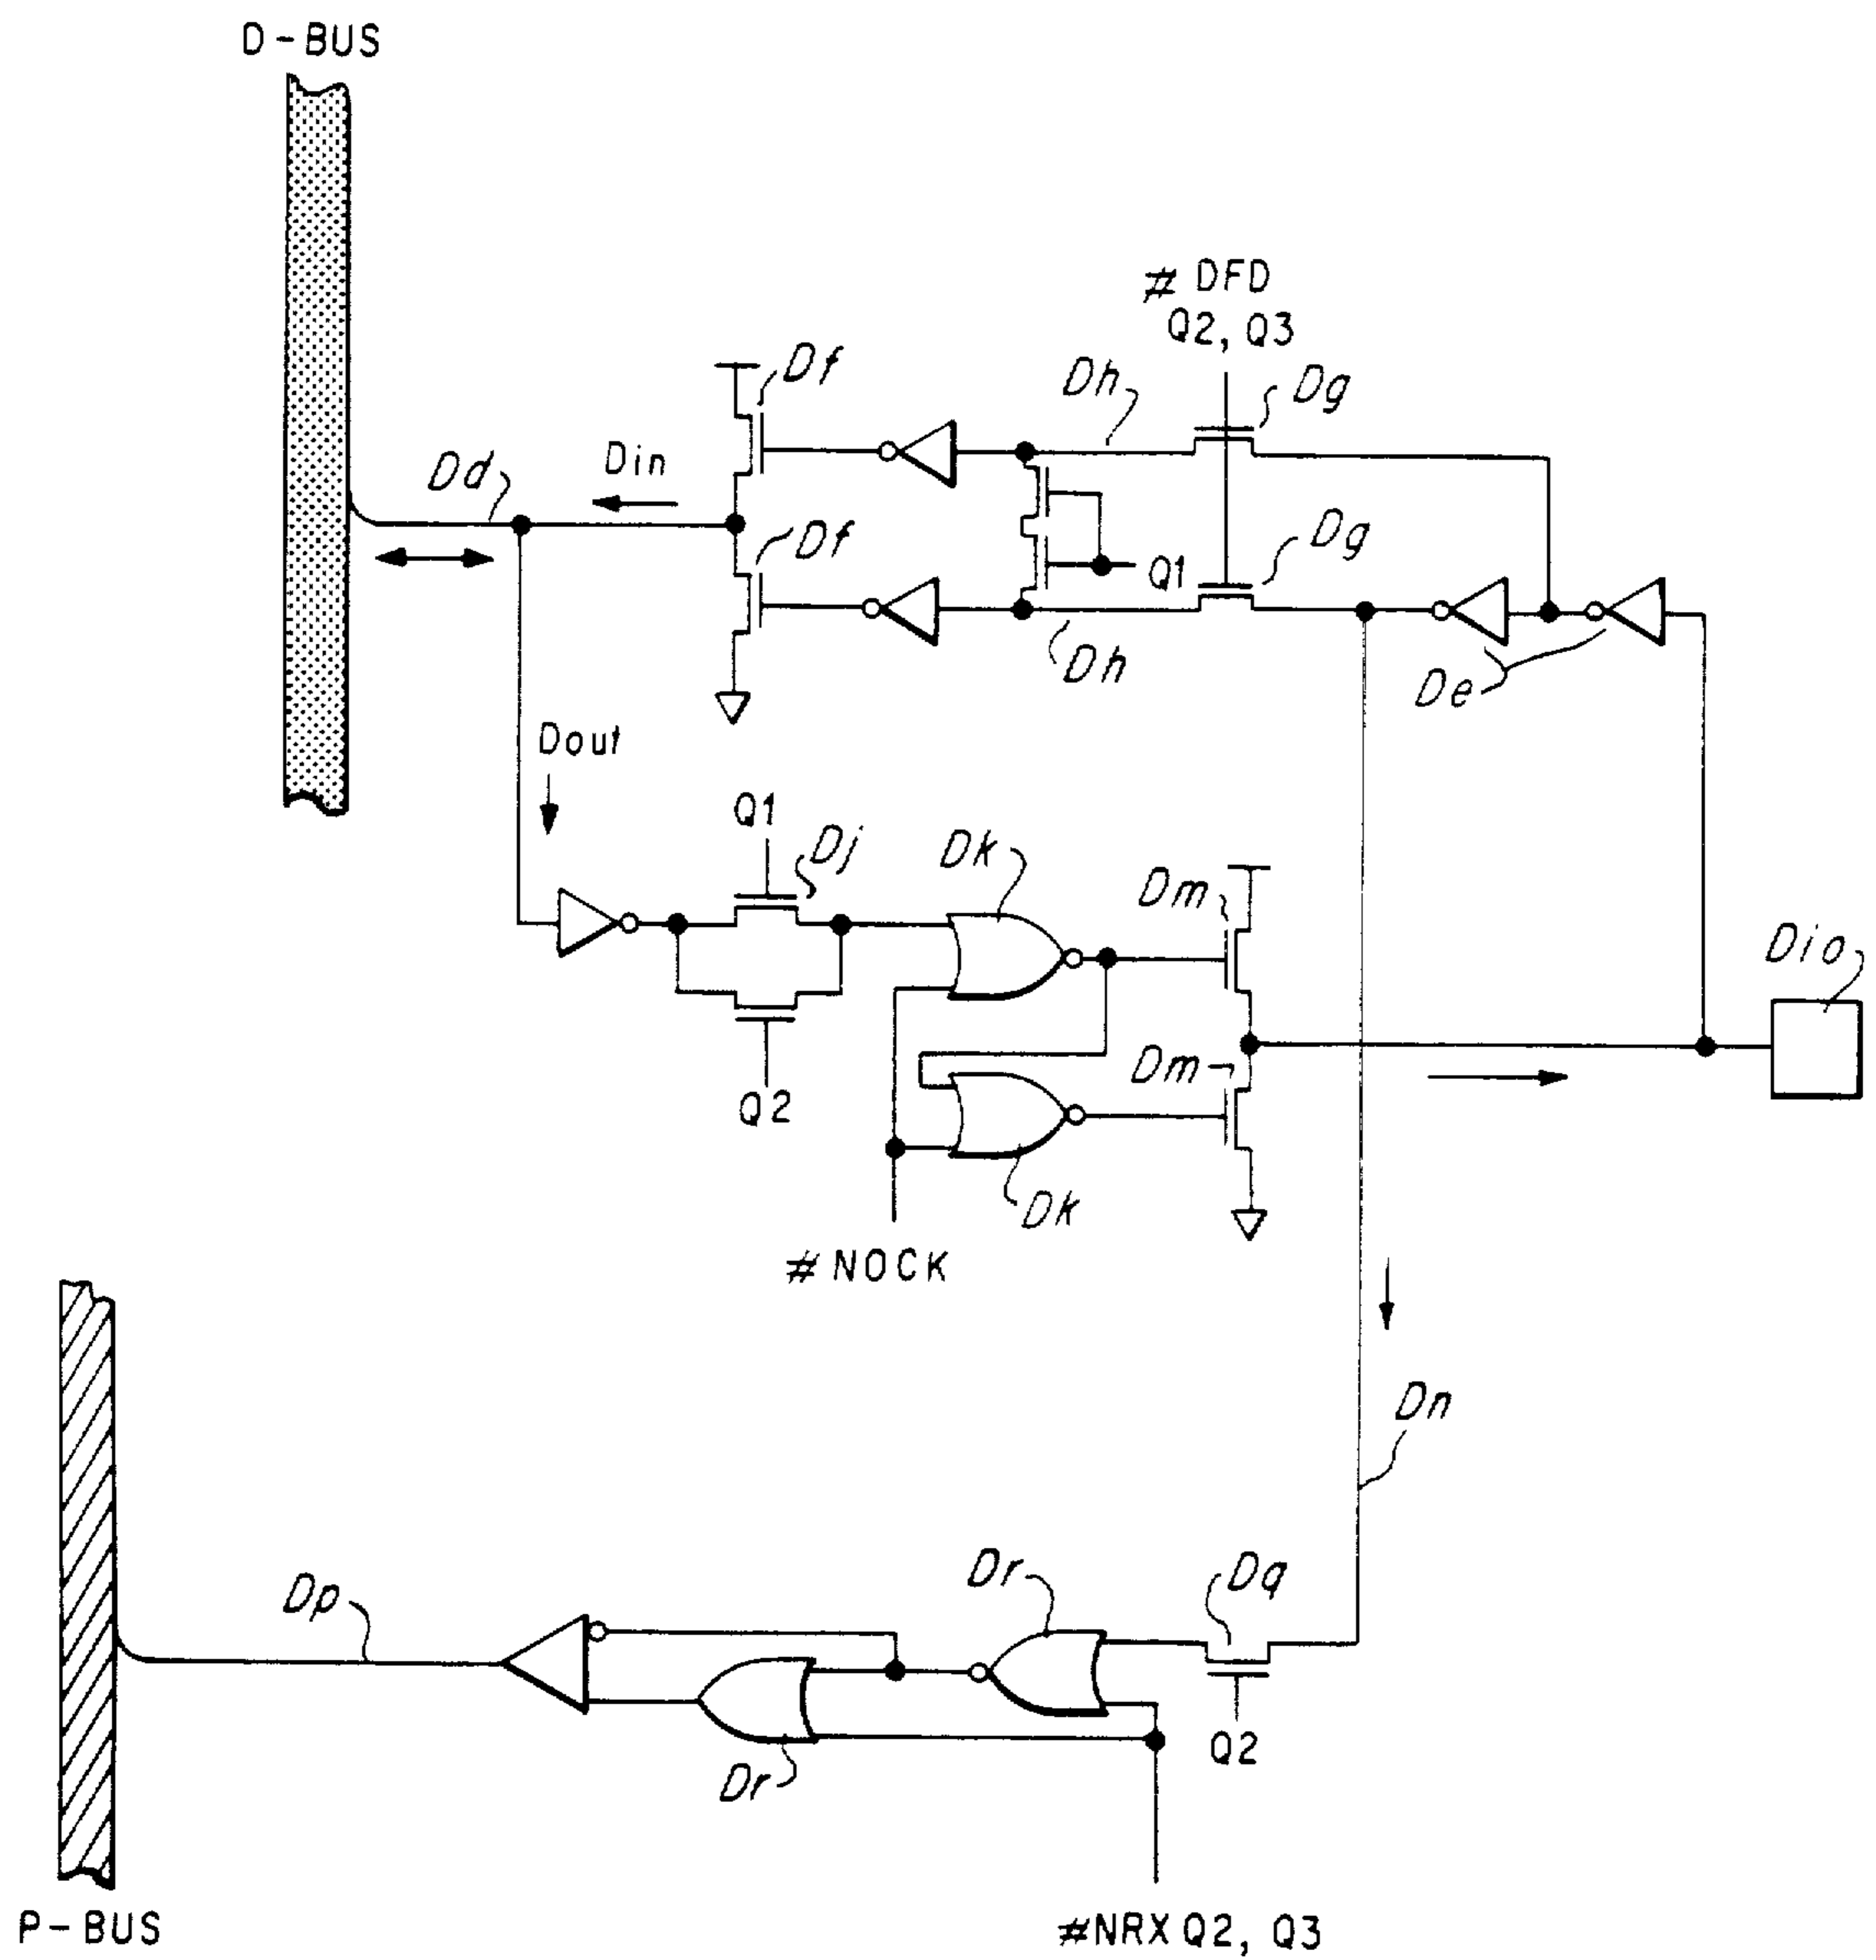 D-BUS
# DFD
Q2, Q3
Df
Dh
Dg
Dd
Din
Df
Dg
Q1
Dh
De
Dout
Q1
Dj
Dk
Dm
Dio
Dm
Q2
Dk
#NOCK
Dn
Dr
Dq
Dp
Q2
Dr
P-BUS
#NRX Q2, Q3